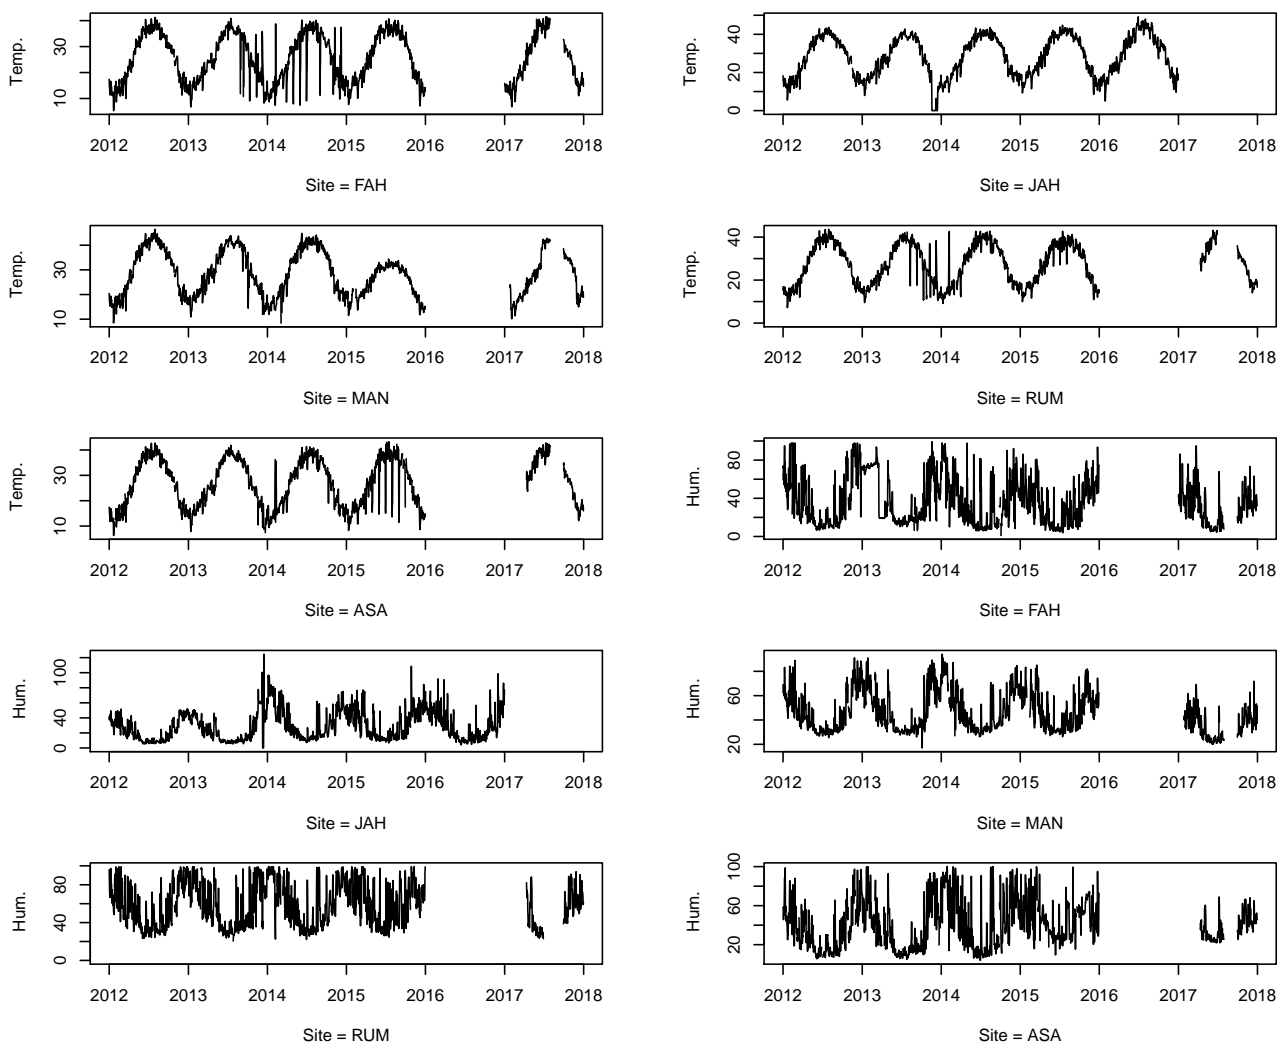 Temp.
10 30
2012 2013 2014 2015 2016 2017 2018
Site = FAH
Temp.
0 20 40
2012 2013 2014 2015 2016 2017 2018
Site = JAH
Temp.
10 30
2012 2013 2014 2015 2016 2017 2018
Site = MAN
Temp.
0 20 40
2012 2013 2014 2015 2016 2017 2018
Site = RUM
Temp.
10 30
2012 2013 2014 2015 2016 2017 2018
Site = ASA
Hum.
0 40 80
2012 2013 2014 2015 2016 2017 2018
Site = FAH
Hum.
0 40 100
2012 2013 2014 2015 2016 2017 2018
Site = JAH
Hum.
20 60
2012 2013 2014 2015 2016 2017 2018
Site = MAN
Hum.
0 40 80
2012 2013 2014 2015 2016 2017 2018
Site = RUM
Hum.
20 60 100
2012 2013 2014 2015 2016 2017 2018
Site = ASA